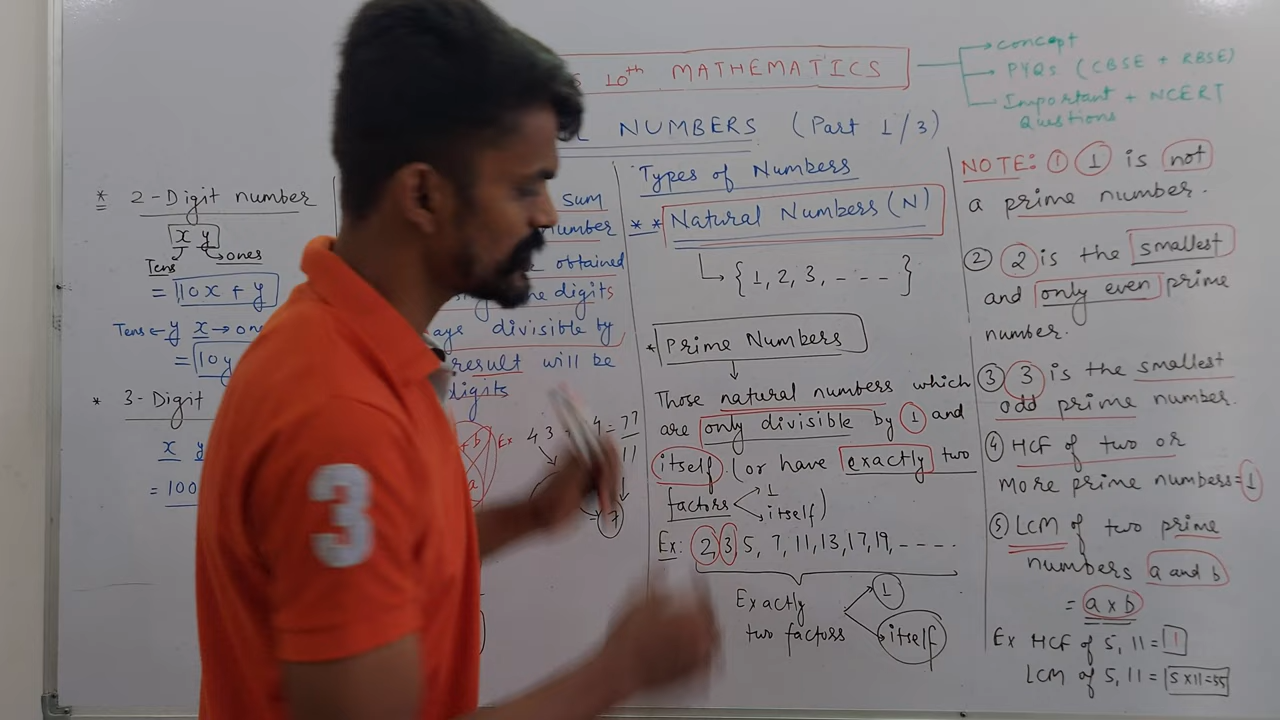 10th MATHEMATICS
concept
PYQs (CBSE + RBSE)
Important + NCERT
Questions
NUMBERS (Part 1/3)
* 2-Digit number
x y
Tens ones
= 10x + y
Tens ← y x →
= 10y
* 3-Digit
x y
= 100
sum
number
obtained
digits
divisible by
result will be
digits
Ex 43 = 77
11
7
Types of Numbers
** Natural Numbers (N)
{1, 2, 3, - - - - }
* Prime Numbers
Those natural numbers which
are only divisible by 1 and
itself (or have exactly two
factors 1
itself)
Ex: 2, 3, 5, 7, 11, 13, 17, 19, - - - - .
Exactly 1
two factors itself
NOTE: ① 1 is not
a prime number.
② 2 is the smallest
and only even prime
number.
③ 3 is the smallest
odd prime number.
④ HCF of two or
more prime numbers = 1
⑤ LCM of two prime
numbers a and b
= a x b
Ex HCF of 5, 11 = 1
LCM of 5, 11 = 5 x 11 = 55
3